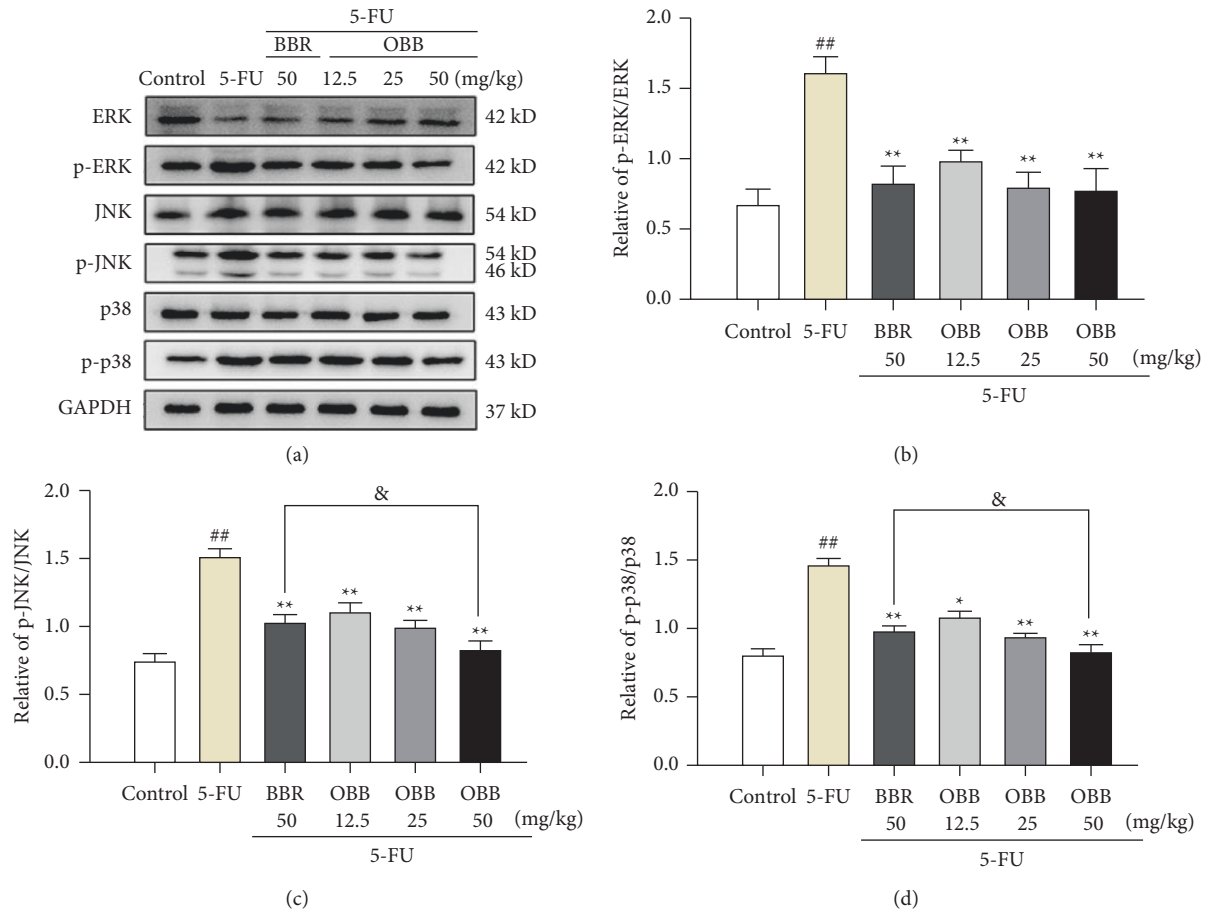 5-FU
BBR OBB
Control 5-FU 50 12.5 25 50 (mg/kg)
ERK 42 kD
p-ERK 42 kD
JNK 54 kD
p-JNK 54 kD
46 kD
p38 43 kD
p-p38 43 kD
GAPDH 37 kD
(a)
Relative of p-ERK/ERK
2.0
1.5
1.0
0.5
0.0
##
**
**
**
**
Control 5-FU BBR OBB OBB OBB
50 12.5 25 50 (mg/kg)
5-FU
(b)
Relative of p-JNK/JNK
2.0
1.5
1.0
0.5
0.0
&
##
**
**
**
**
Control 5-FU BBR OBB OBB OBB
50 12.5 25 50 (mg/kg)
5-FU
(c)
Relative of p-p38/p38
2.0
1.5
1.0
0.5
0.0
&
##
**
*
**
**
Control 5-FU BBR OBB OBB OBB
50 12.5 25 50 (mg/kg)
5-FU
(d)